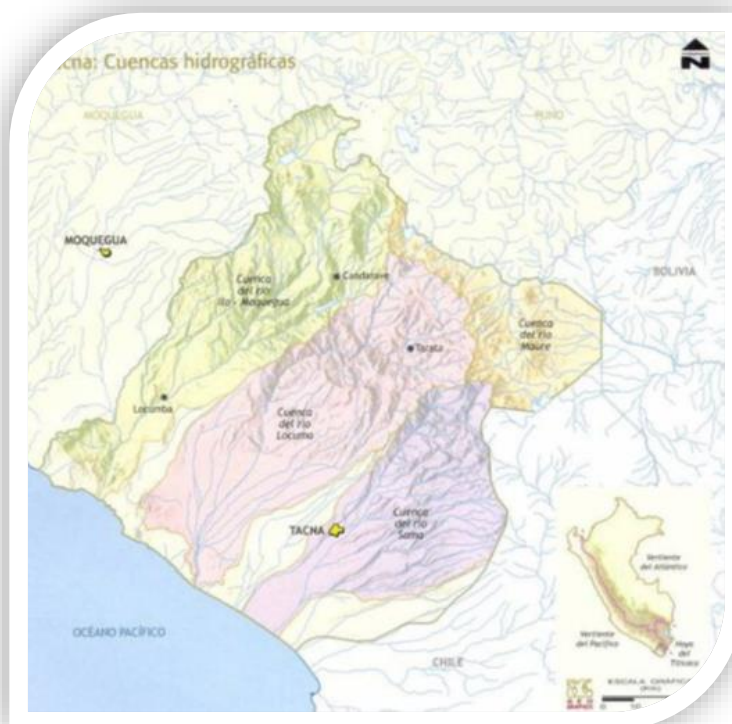 cna: Cuencas hidrográficas
N
MOQUEGUA
PUNO
MOQUEGUA
BOLIVIA
Cuenca
del río
Ilo - Moquegua
Candarave
Cuenca
del río
Maure
Tarata
Locumba
Cuenca
del río
Locuma
TACNA
Cuenca
del río
Sama
Vertiente
del Atlántico
OCÉANO PACÍFICO
Vertiente
del Pacífico
Hoya
del
Titicaca
CHILE
ESCALA GRÁFICA
0